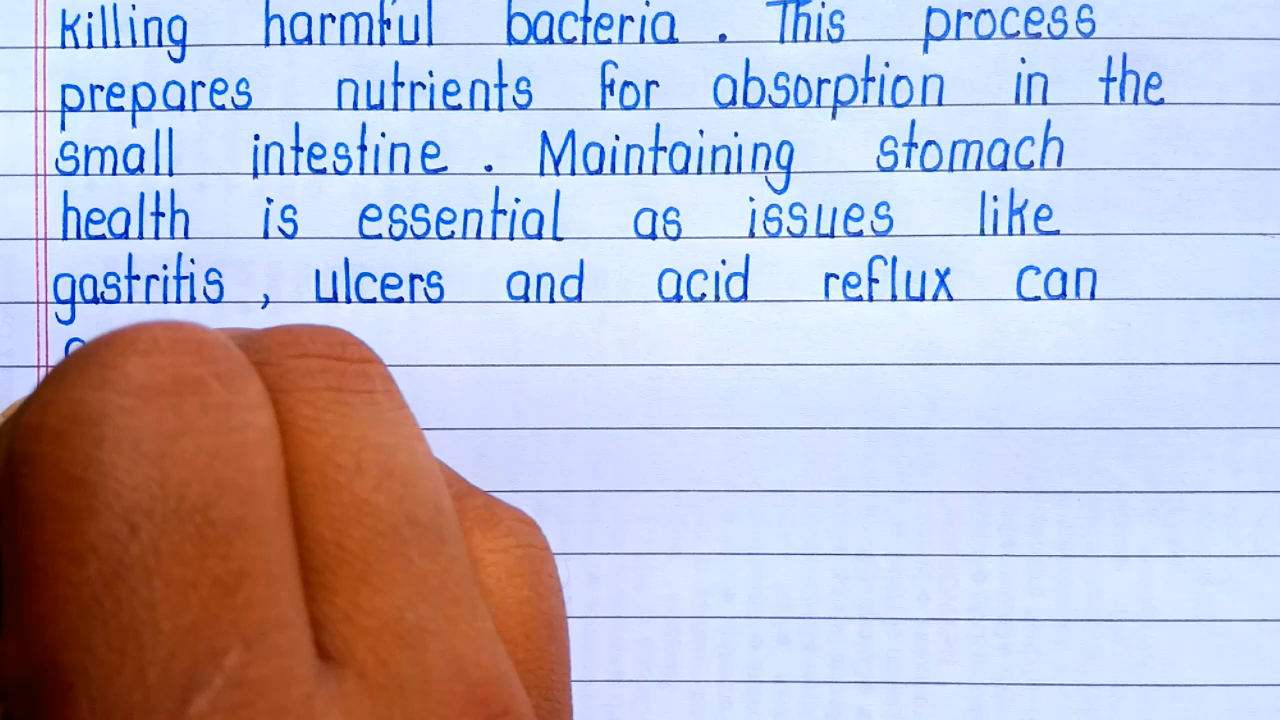 killing harmful bacteria . This process
prepares nutrients for absorption in the
small intestine . Maintaining stomach
health is essential as issues like
gastritis , ulcers and acid reflux can